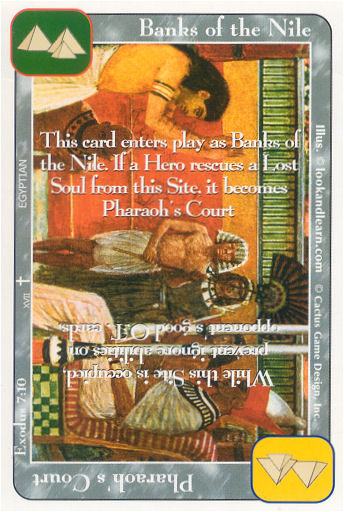 Banks of the Nile
This card enters play as Banks of
the Nile. If a Hero rescues a Lost
Soul from this Site, it becomes
Pharaoh's Court
EGYPTIAN
XVII
Exodus 7:10
Illus. ©lookandlearn.com
© Cactus Game Design, Inc.
While this Site is occupied,
prevent ignore abilities on
opponent's good O.T. cards.
Pharaoh's Court